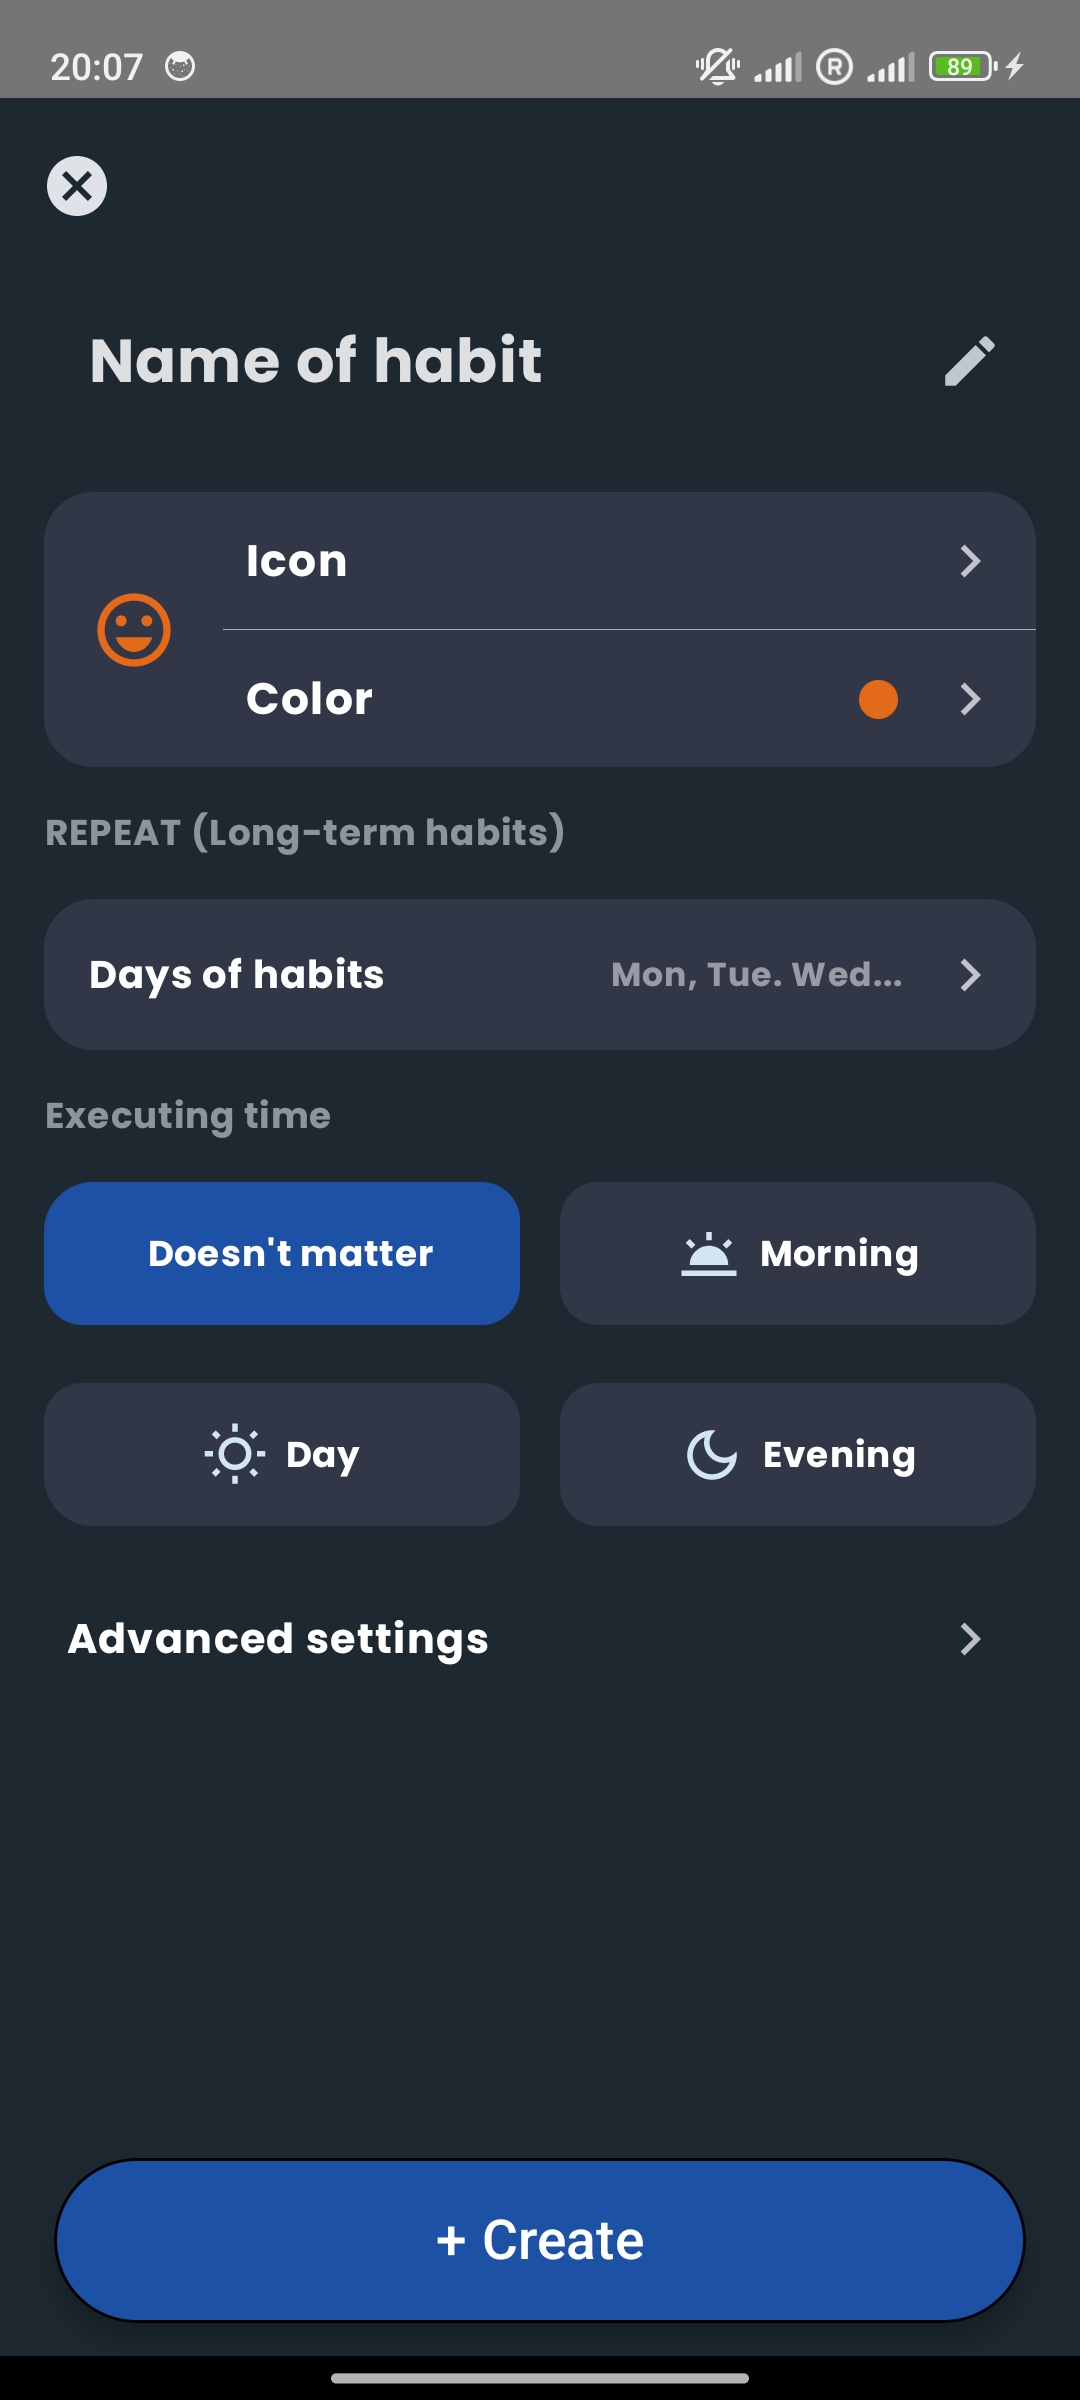 20:07
R
89
Name of habit
Icon
Color
REPEAT (Long-term habits)
Days of habits
Mon, Tue. Wed...
Executing time
Doesn't matter
Morning
Day
Evening
Advanced settings
+ Create